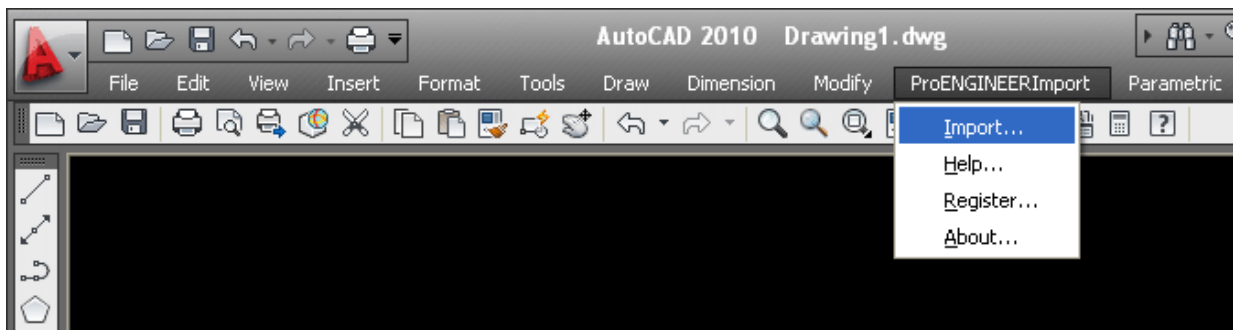 AutoCAD 2010 Drawing1.dwg
File Edit View Insert Format Tools Draw Dimension Modify ProENGINEERImport Parametric
Import...
Help...
Register...
About...